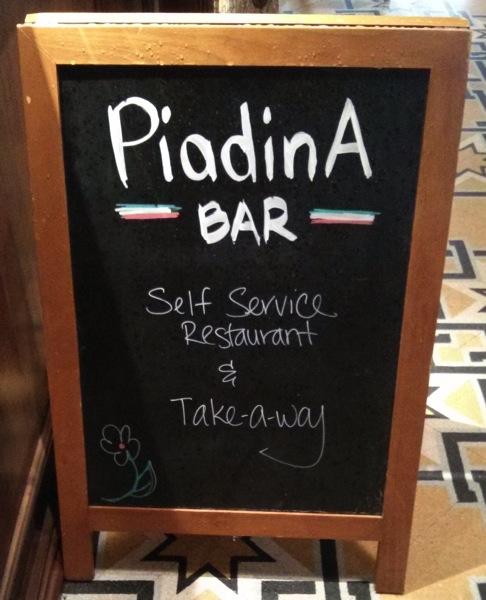 PiadinA
BAR
Self Service
Restaurant
&
Take-a-way